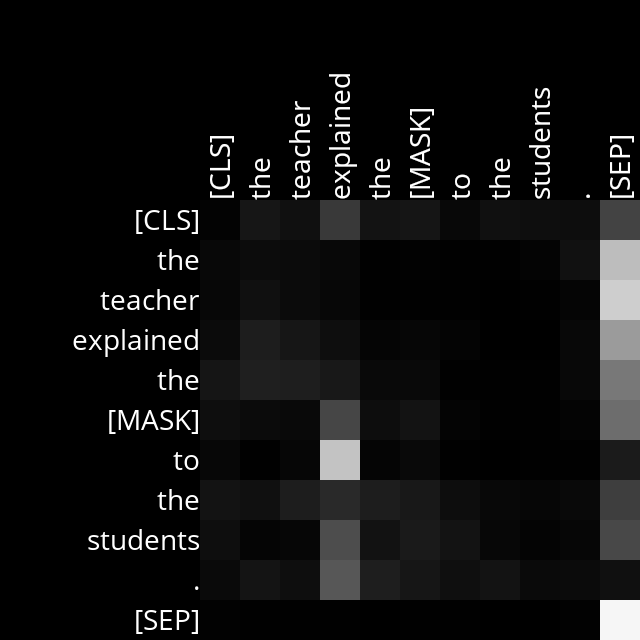 [CLS]
the
teacher
explained
the
[MASK]
to
the
students
.
[SEP]
[CLS]
the
teacher
explained
the
[MASK]
to
the
students
.
[SEP]